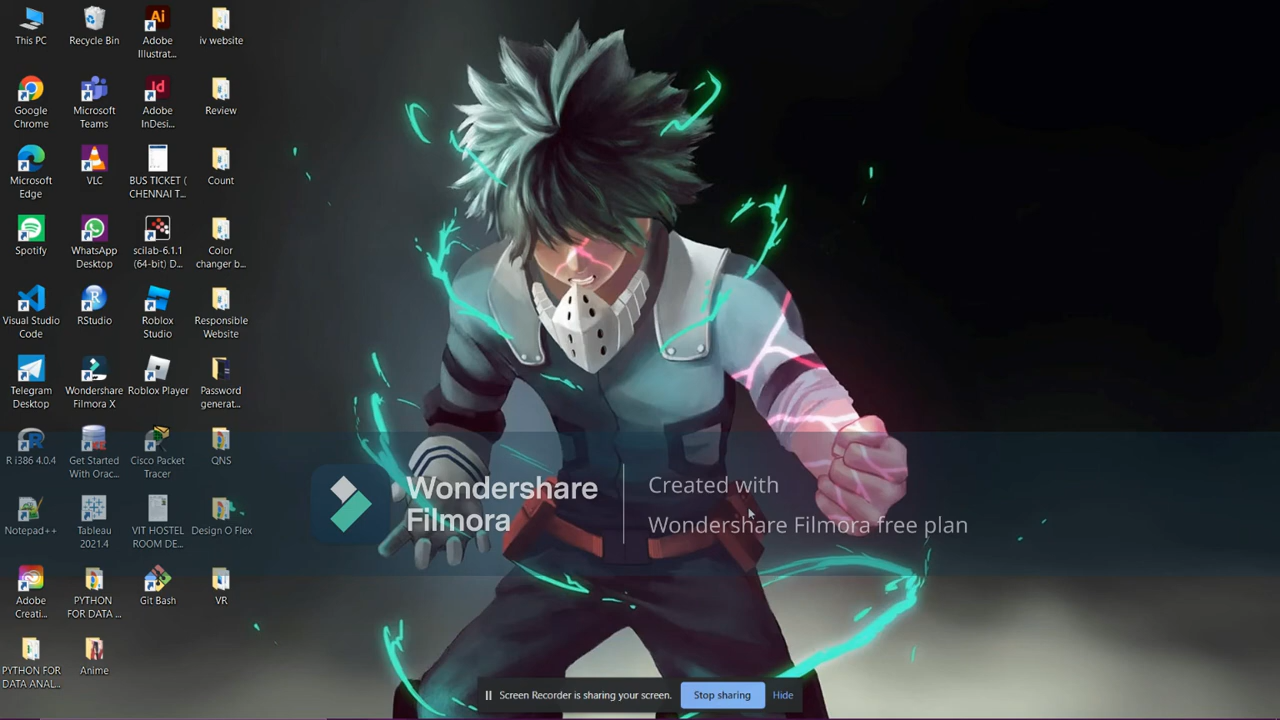 This PC
Recycle Bin
Adobe
Illustrat...
iv website
Google
Chrome
Microsoft
Teams
Adobe
InDesi...
Review
Microsoft
Edge
VLC
BUS TICKET (
CHENNAI T...
Count
Spotify
WhatsApp
Desktop
scilab-6.1.1
(64-bit) D...
Color
changer b...
Visual Studio
Code
RStudio
Roblox
Studio
Responsible
Website
Telegram
Desktop
Wondershare
Filmora X
Roblox Player
Password
generat...
R i386 4.0.4
Get Started
With Orac...
Cisco Packet
Tracer
QNS
Notepad++
Tableau
2021.4
VIT HOSTEL
ROOM DE...
Design O Flex
Adobe
Creati...
PYTHON
FOR DATA ...
Git Bash
VR
PYTHON FOR
DATA ANAL...
Anime
Wondershare
Filmora
Created with
Wondershare Filmora free plan
Screen Recorder is sharing your screen.
Stop sharing
Hide